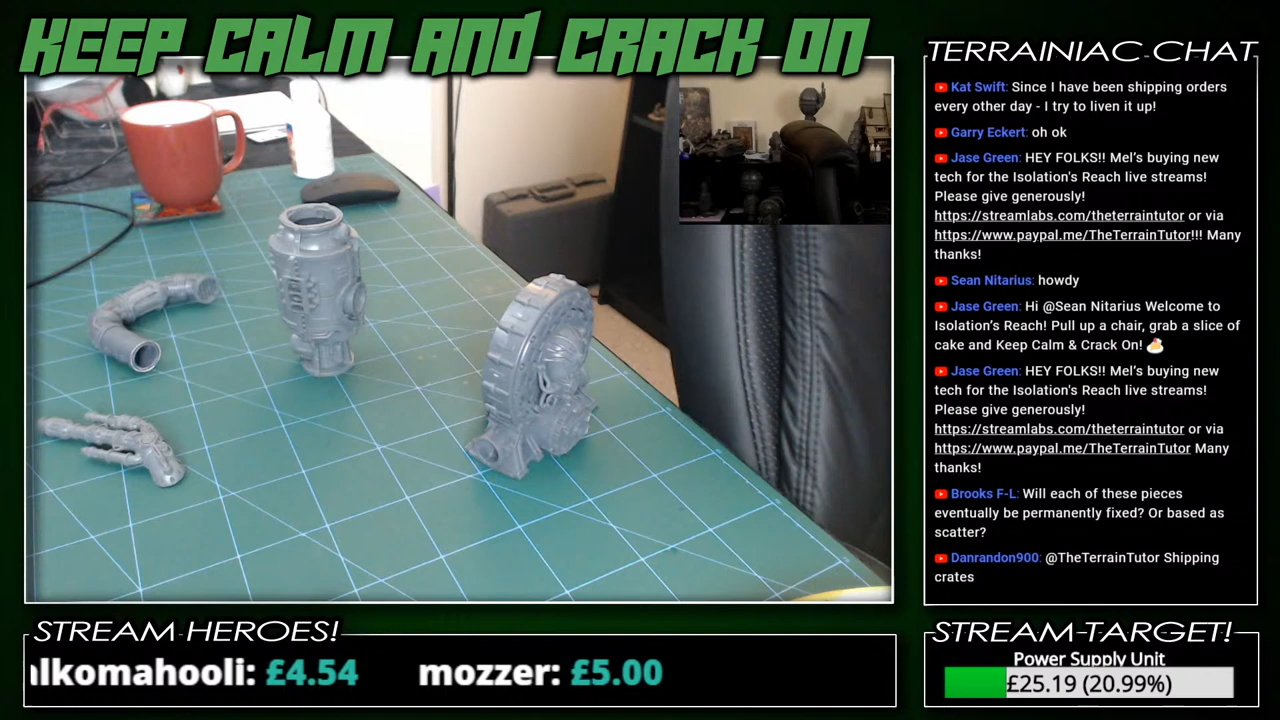 KEEP CALM AND CRACK ON
TERRAINIAC CHAT
Kat Swift: Since I have been shipping orders
every other day - I try to liven it up!
Garry Eckert: oh ok
Jase Green: HEY FOLKS!! Mel's buying new
tech for the Isolation's Reach live streams!
Please give generously!
https://streamlabs.com/theterraintutor or via
https://www.paypal.me/TheTerrainTutor!!! Many
thanks!
Sean Nitarius: howdy
Jase Green: Hi @Sean Nitarius Welcome to
Isolation's Reach! Pull up a chair, grab a slice of
cake and Keep Calm & Crack On! 🍰
Jase Green: HEY FOLKS!! Mel's buying new
tech for the Isolation's Reach live streams!
Please give generously!
https://streamlabs.com/theterraintutor or via
https://www.paypal.me/TheTerrainTutor Many
thanks!
Brooks F-L: Will each of these pieces
eventually be permanently fixed? Or based as
scatter?
Danrandon900: @TheTerrainTutor Shipping
crates
STREAM HEROES!
lkomahooli: £4.54 mozzer: £5.00
STREAM TARGET!
Power Supply Unit
£25.19 (20.99%)